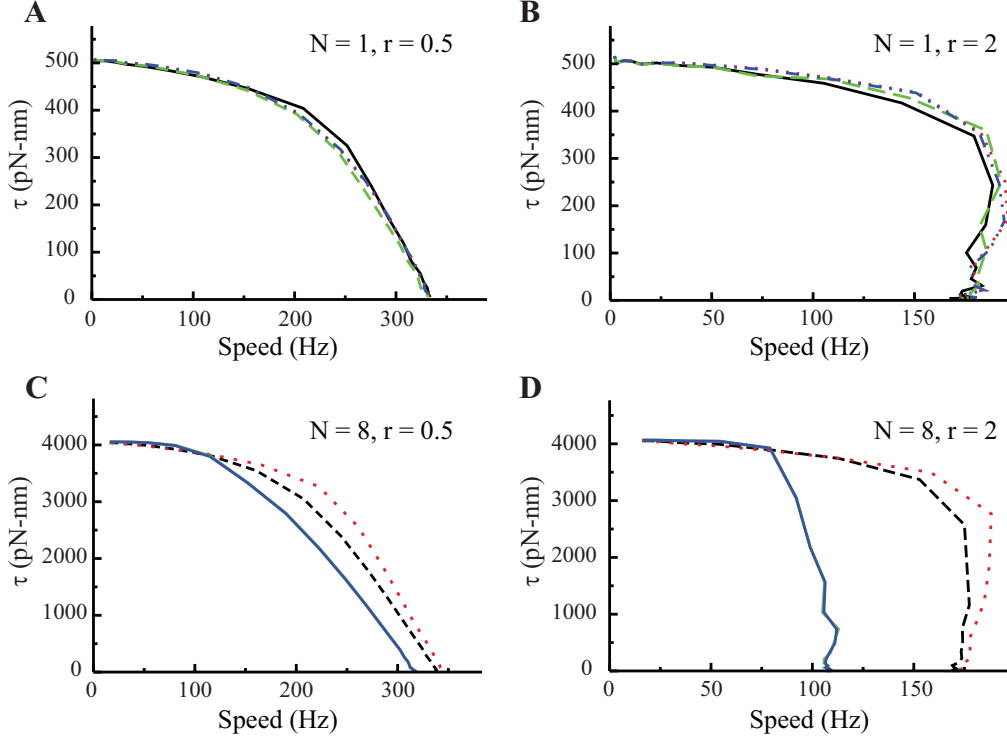 A
N = 1, r = 0.5
τ (pN-nm)
500
400
300
200
100
0
0
100
200
300
Speed (Hz)
B
N = 1, r = 2
τ (pN-nm)
500
400
300
200
100
0
0
50
100
150
Speed (Hz)
C
N = 8, r = 0.5
τ (pN-nm)
4000
3000
2000
1000
0
0
100
200
300
Speed (Hz)
D
N = 8, r = 2
τ (pN-nm)
4000
3000
2000
1000
0
0
50
100
150
Speed (Hz)